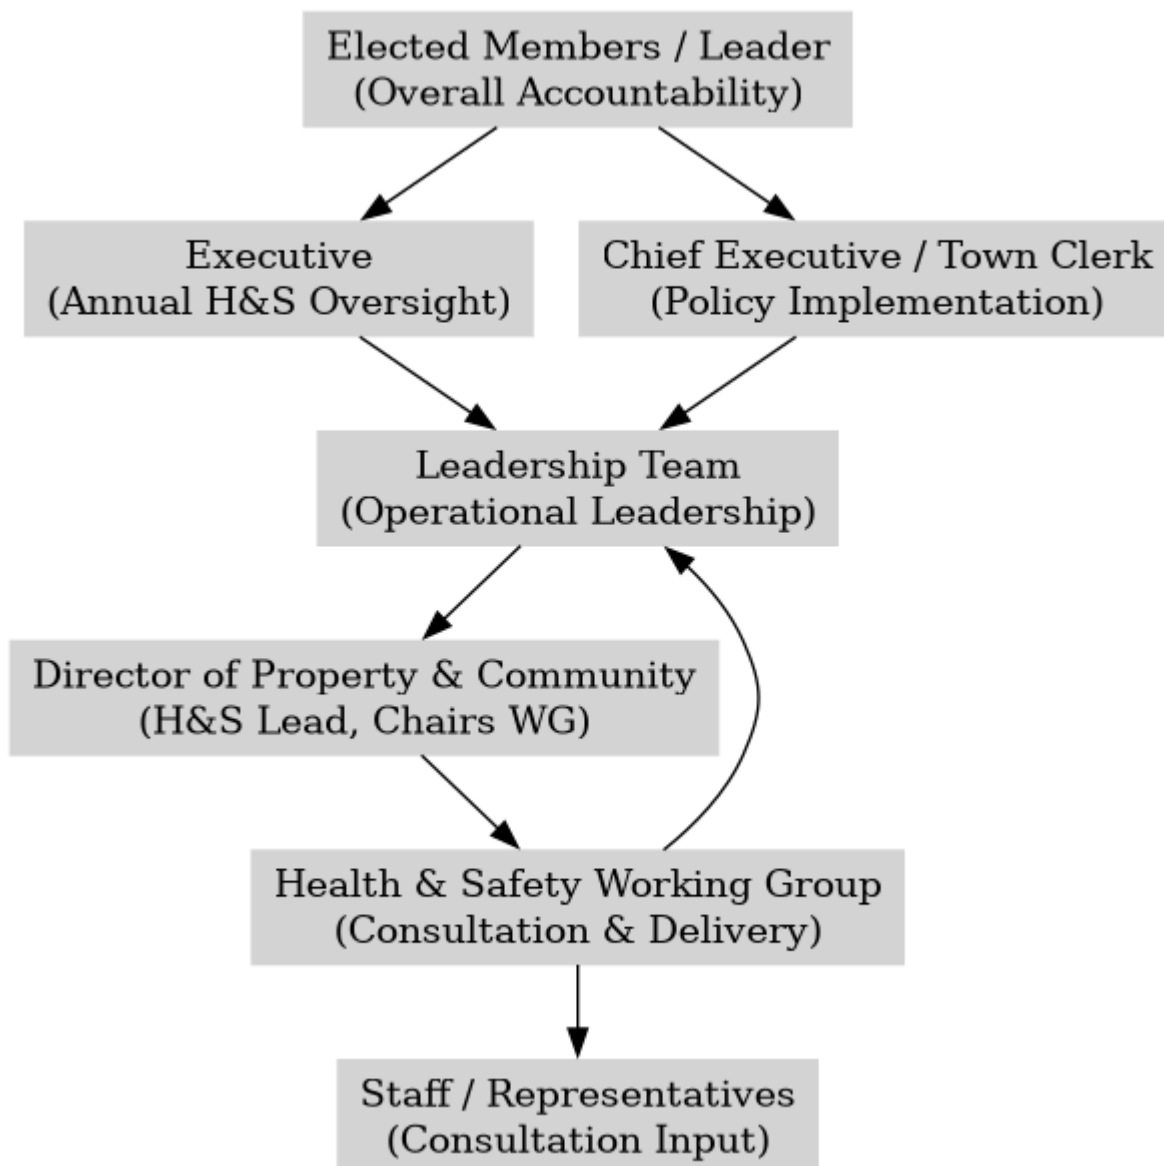 Elected Members / Leader
(Overall Accountability)
Executive
(Annual H&S Oversight)
Chief Executive / Town Clerk
(Policy Implementation)
Leadership Team
(Operational Leadership)
Director of Property & Community
(H&S Lead, Chairs WG)
Health & Safety Working Group
(Consultation & Delivery)
Staff / Representatives
(Consultation Input)